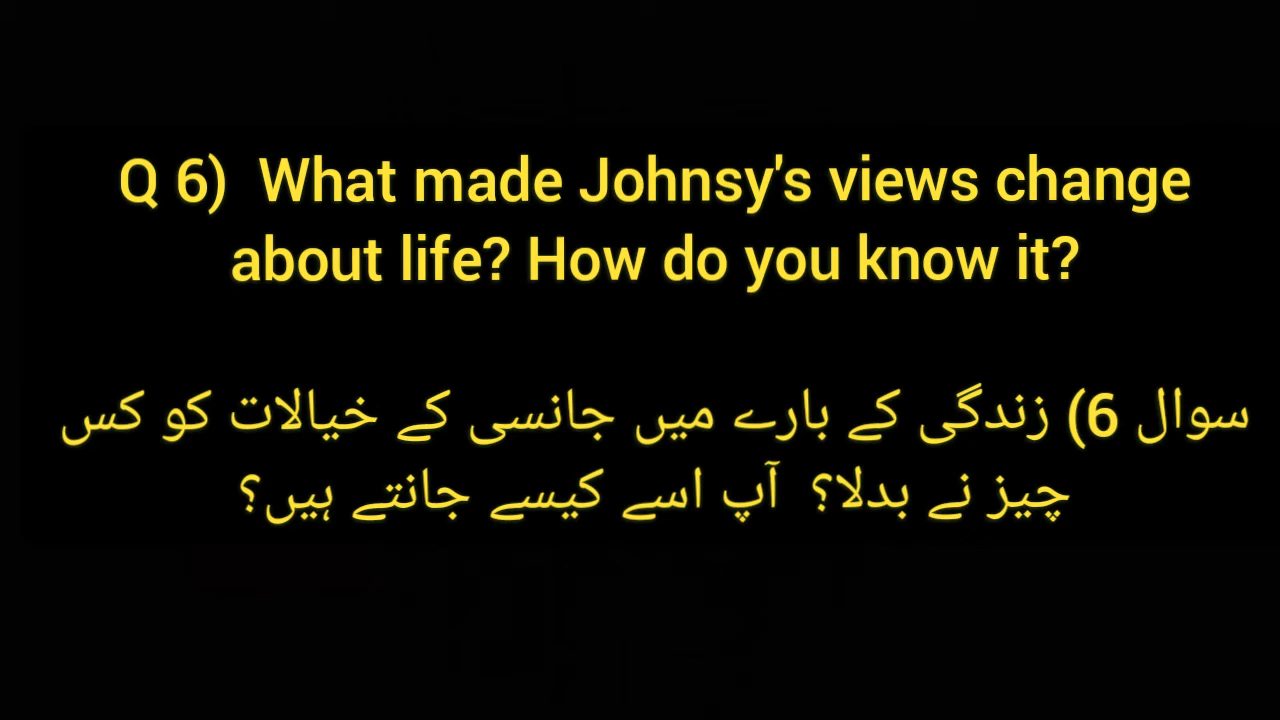 Q 6)  What made Johnsy's views change
about life? How do you know it?
سوال 6) زندگی کے بارے میں جانسی کے خیالات کو کس
چیز نے بدلا؟  آپ اسے کیسے جانتے ہیں؟